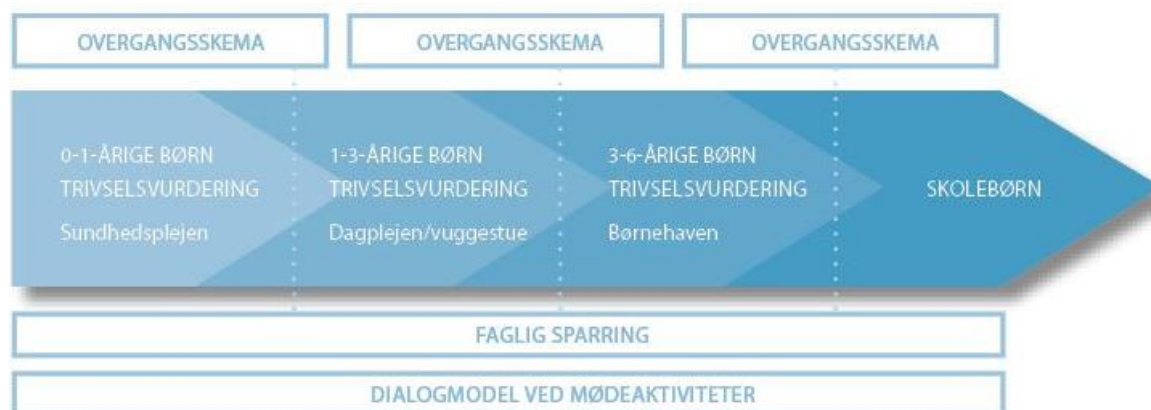 OVERGANGSSKEMA
OVERGANGSSKEMA
OVERGANGSSKEMA
0-1-ÅRIGE BØRN
TRIVSELSVURDERING
Sundhedsplejen
1-3-ÅRIGE BØRN
TRIVSELSVURDERING
Dagplejen/vuggestue
3-6-ÅRIGE BØRN
TRIVSELSVURDERING
Børnehaven
SKOLEBØRN
FAGLIG SPARRING
DIALOGMODEL VED MØDEAKTIVITETER